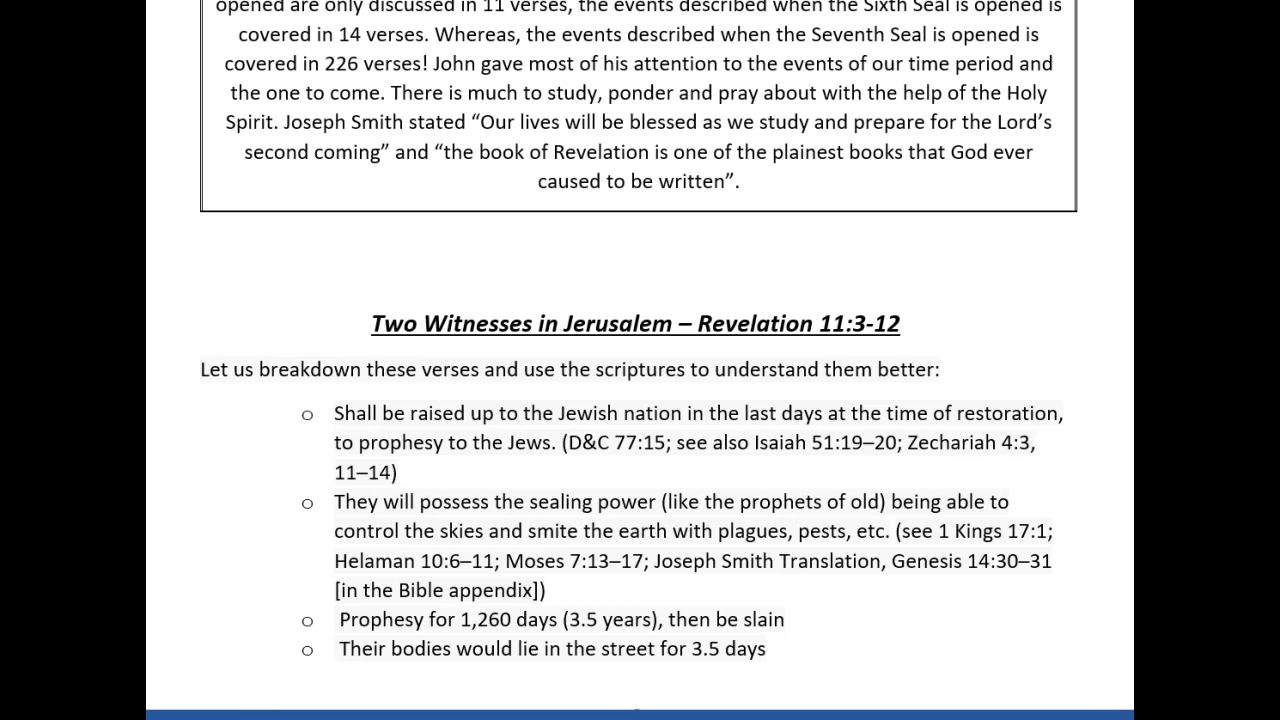 opened are only discussed in 11 verses, the events described when the Sixth Seal is opened is
covered in 14 verses. Whereas, the events described when the Seventh Seal is opened is
covered in 226 verses! John gave most of his attention to the events of our time period and
the one to come. There is much to study, ponder and pray about with the help of the Holy
Spirit. Joseph Smith stated “Our lives will be blessed as we study and prepare for the Lord’s
second coming” and “the book of Revelation is one of the plainest books that God ever
caused to be written”.
Two Witnesses in Jerusalem – Revelation 11:3-12
Let us breakdown these verses and use the scriptures to understand them better:
o Shall be raised up to the Jewish nation in the last days at the time of restoration,
to prophesy to the Jews. (D&C 77:15; see also Isaiah 51:19–20; Zechariah 4:3,
11–14)
o They will possess the sealing power (like the prophets of old) being able to
control the skies and smite the earth with plagues, pests, etc. (see 1 Kings 17:1;
Helaman 10:6–11; Moses 7:13–17; Joseph Smith Translation, Genesis 14:30–31
[in the Bible appendix])
o Prophesy for 1,260 days (3.5 years), then be slain
o Their bodies would lie in the street for 3.5 days